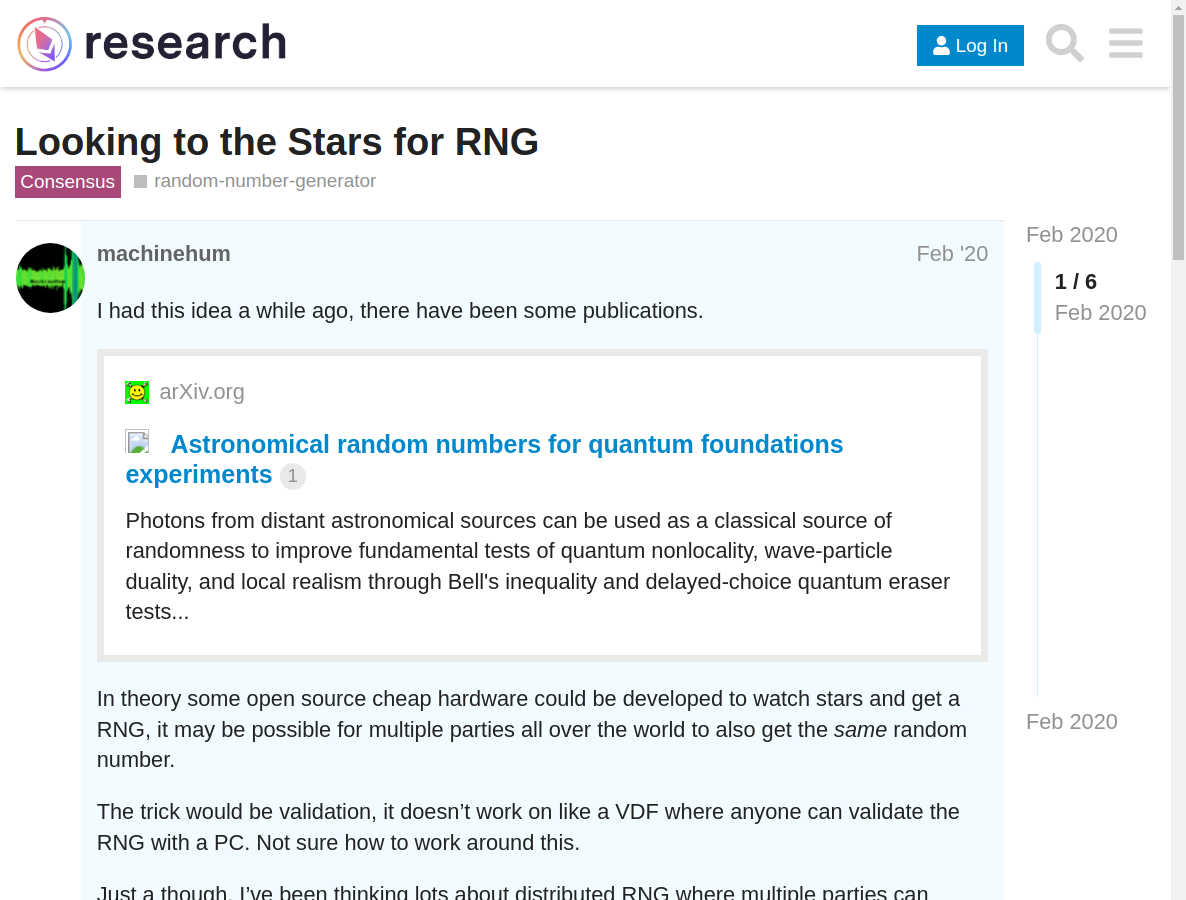 research
Log In
Looking to the Stars for RNG
Consensus
random-number-generator
machinehum
Feb '20
Feb 2020
1 / 6
Feb 2020
I had this idea a while ago, there have been some publications.
arXiv.org
Astronomical random numbers for quantum foundations
experiments 1
Photons from distant astronomical sources can be used as a classical source of
randomness to improve fundamental tests of quantum nonlocality, wave-particle
duality, and local realism through Bell's inequality and delayed-choice quantum eraser
tests...
In theory some open source cheap hardware could be developed to watch stars and get a
RNG, it may be possible for multiple parties all over the world to also get the same random
number.
Feb 2020
The trick would be validation, it doesn’t work on like a VDF where anyone can validate the
RNG with a PC. Not sure how to work around this.
Just a though, I’ve been thinking lots about distributed RNG where multiple parties can